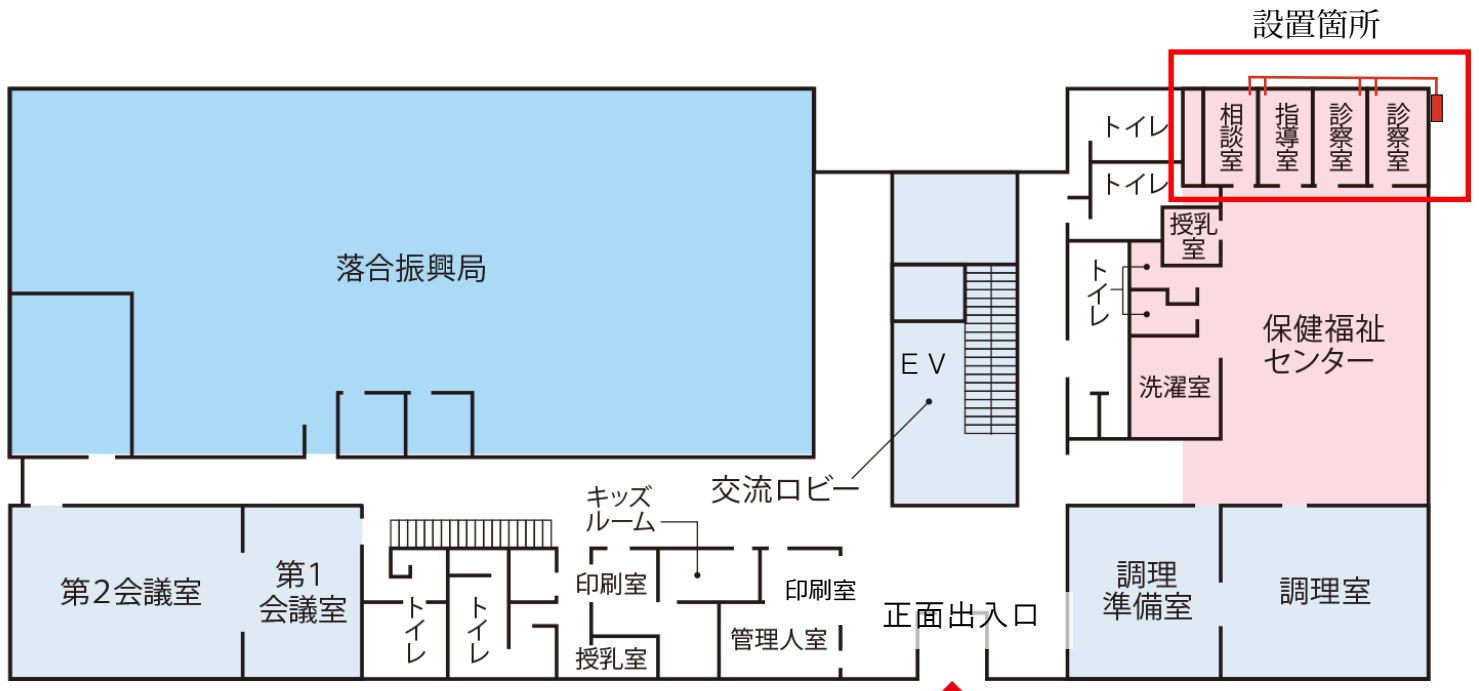 設置箇所
トイレ
相談室
指導室
診察室
診察室
トイレ
授乳
室
落合振興局
トイレ
保健福祉
センター
EV
洗濯室
交流ロビー
キッズ
ルーム
第2会議室
第1
会議室
トイレ
トイレ
印刷室
授乳室
印刷室
管理人室
正面出入口
調理
準備室
調理室